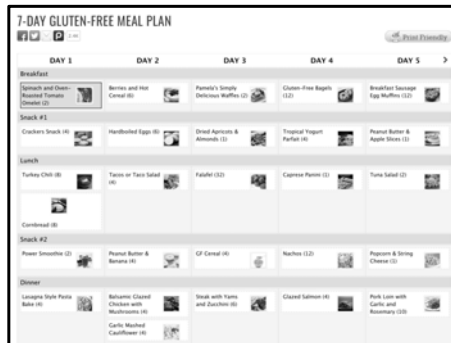 7-DAY GLUTEN-FREE MEAL PLAN
Print Friendly
DAY 1 DAY 2 DAY 3 DAY 4 DAY 5 >
Breakfast
Spinach and Oven-
Roasted Tomato
Omelet (2)
Berries and Hot
Cereal (6)
Pamela's Simply
Delicious Waffles (2)
Gluten-Free Bagels
(12)
Breakfast Sausage
Egg Muffins (12)
Snack #1
Crackers Snack (4)
Hardboiled Eggs (6)
Dried Apricots &
Almonds (1)
Tropical Yogurt
Parfait (4)
Peanut Butter &
Apple Slices (1)
Lunch
Turkey Chili (8)
Cornbread (8)
Tacos or Taco Salad
(4)
Falafel (32)
Caprese Panini (1)
Tuna Salad (2)
Snack #2
Power Smoothie (2)
Peanut Butter &
Banana (4)
GF Cereal (4)
Nachos (12)
Popcorn & String
Cheese (1)
Dinner
Lasagna Style Pasta
Bake (4)
Balsamic Glazed
Chicken with
Mushrooms (4)
Garlic Mashed
Cauliflower (4)
Steak with Yams
and Zucchini (6)
Glazed Salmon (4)
Pork Loin with
Garlic and
Rosemary (10)